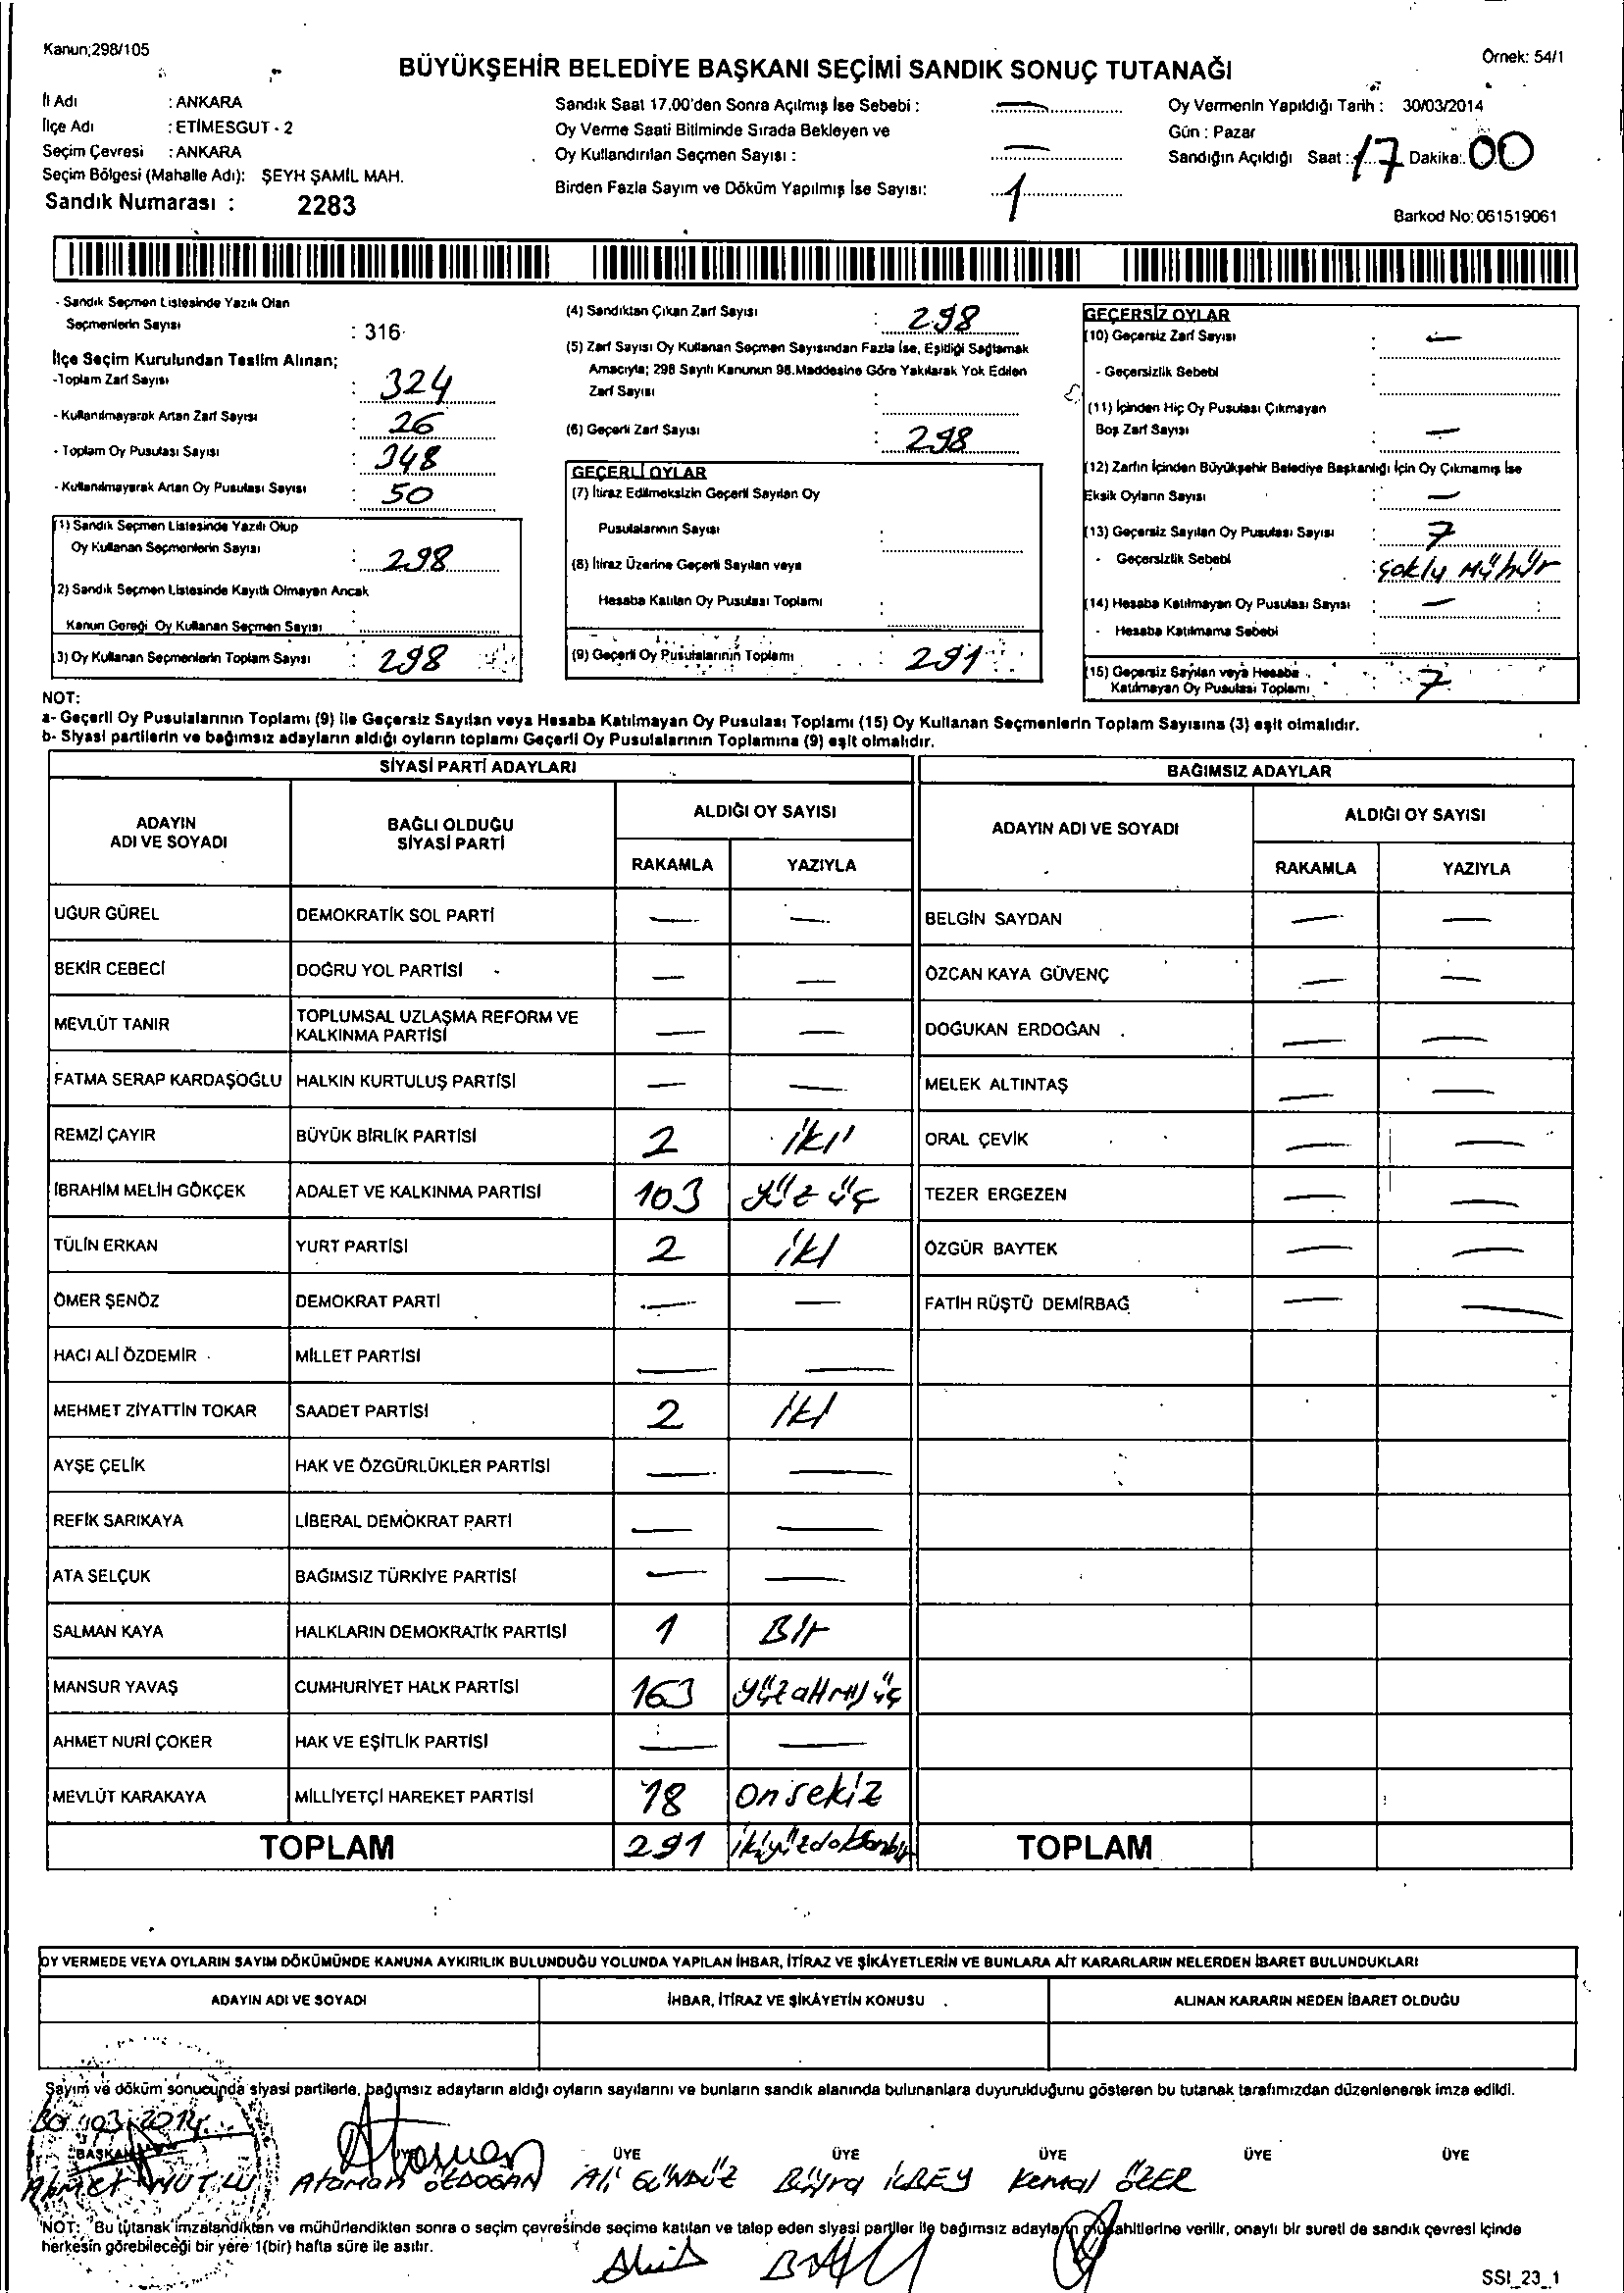 Kanun;298/105
Örnek: 54/1
BÜYÜKŞEHİR BELEDİYE BAŞKANI SEÇİMİ SANDIK SONUÇ TUTANAĞI
İl Adı : ANKARA
İlçe Adı : ETİMESGUT - 2
Seçim Çevresi : ANKARA
Seçim Bölgesi (Mahalle Adı): ŞEYH ŞAMİL MAH.
Sandık Numarası : 2283
Sandık Saat 17.00'den Sonra Açılmış İse Sebebi : —
Oy Verme Saati Bitiminde Sırada Bekleyen ve
Oy Kullandırılan Seçmen Sayısı : —
Birden Fazla Sayım ve Döküm Yapılmış İse Sayısı: 1
Oy Vermenin Yapıldığı Tarih : 30/03/2014
Gün : Pazar
Sandığın Açıldığı Saat : 17 Dakika: 00
Barkod No: 061519061
- Sandık Seçmen Listesinde Yazılı Olan
Seçmenlerin Sayısı : 316
İlçe Seçim Kurulundan Teslim Alınan;
-Toplam Zarf Sayısı : 324
- Kullanılmayarak Artan Zarf Sayısı : 26
- Toplam Oy Pusulası Sayısı : 348
- Kullanılmayarak Artan Oy Pusulası Sayısı : 50
(1) Sandık Seçmen Listesinde Yazılı Olup
Oy Kullanan Seçmenlerin Sayısı : 298
2) Sandık Seçmen Listesinde Kayıtlı Olmayan Ancak
Kanun Gereği Oy Kullanan Seçmen Sayısı :
(3) Oy Kullanan Seçmenlerin Toplam Sayısı : 298
(4) Sandıktan Çıkan Zarf Sayısı : 298
(5) Zarf Sayısı Oy Kullanan Seçmen Sayısından Fazla İse, Eşitliği Sağlamak
Amacıyla; 298 Sayılı Kanunun 98.Maddesine Göre Yakılarak Yok Edilen
Zarf Sayısı :
(6) Geçerli Zarf Sayısı : 298
GEÇERLİ OYLAR
(7) İtiraz Edilmeksizin Geçerli Sayılan Oy
Pusulalarının Sayısı :
(8) İtiraz Üzerine Geçerli Sayılan veya
Hesaba Katılan Oy Pusulası Toplamı :
(9) Geçerli Oy Pusulalarının Toplamı : 291
GEÇERSİZ OYLAR
(10) Geçersiz Zarf Sayısı : —
- Geçersizlik Sebebi :
(11) İçinden Hiç Oy Pusulası Çıkmayan
Boş Zarf Sayısı : —
(12) Zarfın İçinden Büyükşehir Belediye Başkanlığı İçin Oy Çıkmamış İse
Eksik Oyların Sayısı : —
(13) Geçersiz Sayılan Oy Pusulası Sayısı : 7
- Geçersizlik Sebebi : Çoklu Mühür
(14) Hesaba Katılmayan Oy Pusulası Sayısı : —
- Hesaba Katılmama Sebebi :
(15) Geçersiz Sayılan veya Hesaba
Katılmayan Oy Pusulası Toplamı : 7
NOT:
a- Geçerli Oy Pusulalarının Toplamı (9) ile Geçersiz Sayılan veya Hesaba Katılmayan Oy Pusulası Toplamı (15) Oy Kullanan Seçmenlerin Toplam Sayısına (3) eşit olmalıdır.
b- Siyasi partilerin ve bağımsız adayların aldığı oyların toplamı Geçerli Oy Pusulalarının Toplamına (9) eşit olmalıdır.
SİYASİ PARTİ ADAYLARI
ADAYIN ADI VE SOYADI BAĞLI OLDUĞU SİYASİ PARTİ ALDIĞI OY SAYISI
RAKAMLA YAZIYLA
UĞUR GÜREL DEMOKRATİK SOL PARTİ — —
BEKİR CEBECİ DOĞRU YOL PARTİSİ — —
MEVLÜT TANIR TOPLUMSAL UZLAŞMA REFORM VE KALKINMA PARTİSİ — —
FATMA SERAP KARDAŞOĞLU HALKIN KURTULUŞ PARTİSİ — —
REMZİ ÇAYIR BÜYÜK BİRLİK PARTİSİ 2 iki
İBRAHİM MELİH GÖKÇEK ADALET VE KALKINMA PARTİSİ 103 yüz üç
TÜLİN ERKAN YURT PARTİSİ 2 iki
ÖMER ŞENÖZ DEMOKRAT PARTİ — —
HACI ALİ ÖZDEMİR MİLLET PARTİSİ — —
MEHMET ZİYATTİN TOKAR SAADET PARTİSİ 2 iki
AYŞE ÇELİK HAK VE ÖZGÜRLÜKLER PARTİSİ — —
REFİK SARIKAYA LİBERAL DEMOKRAT PARTİ — —
ATA SELÇUK BAĞIMSIZ TÜRKİYE PARTİSİ — —
SALMAN KAYA HALKLARIN DEMOKRATİK PARTİSİ 1 Bir
MANSUR YAVAŞ CUMHURİYET HALK PARTİSİ 163 yüzaltmış üç
AHMET NURİ ÇOKER HAK VE EŞİTLİK PARTİSİ — —
MEVLÜT KARAKAYA MİLLİYETÇİ HAREKET PARTİSİ 18 onsekiz
TOPLAM 291 ikiyüzdoksanbir
BAĞIMSIZ ADAYLAR
ADAYIN ADI VE SOYADI ALDIĞI OY SAYISI
RAKAMLA YAZIYLA
BELGİN SAYDAN — —
ÖZCAN KAYA GÜVENÇ — —
DOĞUKAN ERDOĞAN — —
MELEK ALTINTAŞ — —
ORAL ÇEVİK — —
TEZER ERGEZEN — —
ÖZGÜR BAYTEK — —
FATİH RÜŞTÜ DEMİRBAĞ — —
TOPLAM
OY VERMEDE VEYA OYLARIN SAYIM DÖKÜMÜNDE KANUNA AYKIRILIK BULUNDUĞU YOLUNDA YAPILAN İHBAR, İTİRAZ VE ŞİKÂYETLERİN VE BUNLARA AİT KARARLARIN NELERDEN İBARET BULUNDUKLARI
ADAYIN ADI VE SOYADI İHBAR, İTİRAZ VE ŞİKÂYETİN KONUSU ALINAN KARARIN NEDEN İBARET OLDUĞU
Sayım ve döküm sonucunda siyasi partilerle, bağımsız adayların aldığı oyların sayılarını ve bunların sandık alanında bulunanlara duyurulduğunu gösteren bu tutanak tarafımızdan düzenlenerek imza edildi.
30.03.2014
BAŞKAN ÜYE ÜYE ÜYE ÜYE ÜYE ÜYE
Ahmet MUTLU Ataman Ali GÜNDÜZ Büşra Kemal ÖZER
NOT: Bu tutanak imzalandıktan ve mühürlendikten sonra o seçim çevresinde seçime katılan ve talep eden siyasi partiler ile bağımsız adayların müşahitlerine verilir, onaylı bir sureti de sandık çevresi içinde
herkesin görebileceği bir yere 1(bir) hafta süre ile asılır.
SSI_23_1